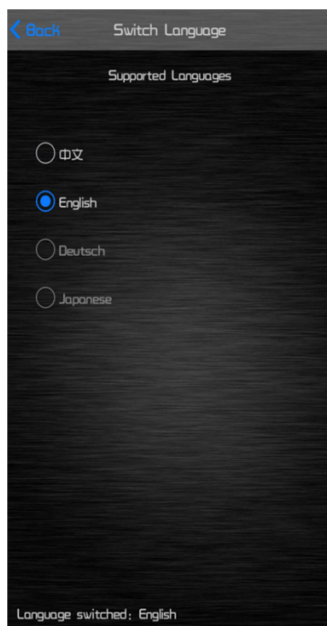 Back Switch Language
Supported Languages
中文
English
Deutsch
Japanese
Language switched: English